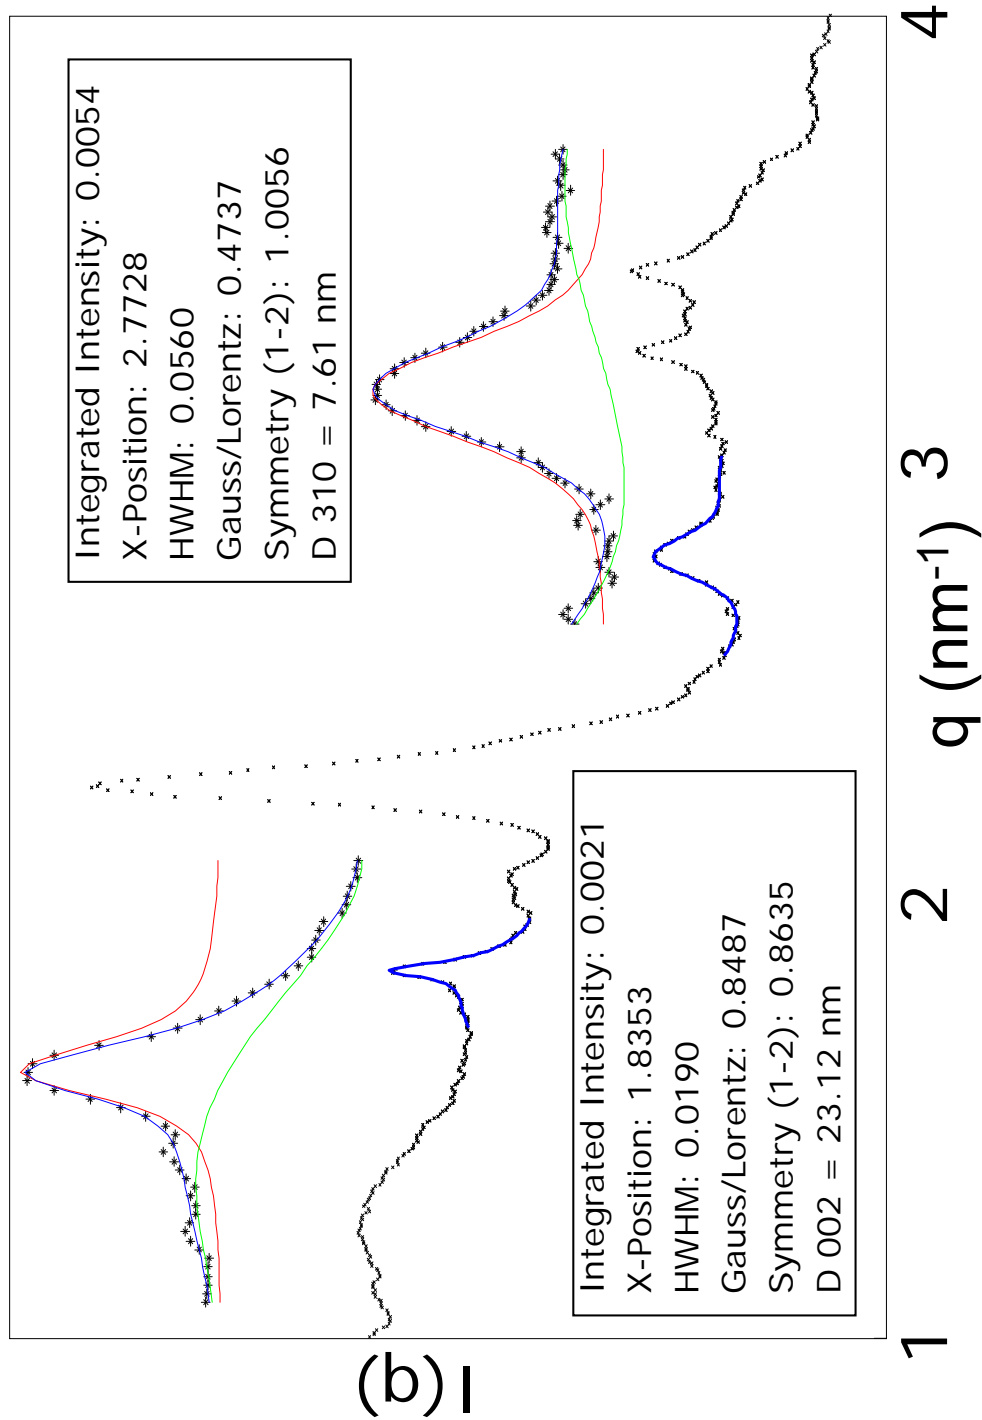 I (q)
Integrated Intensity: 0.0054
X-Position: 2.7728
HWHM: 0.0560
Gauss/Lorentz: 0.4737
Symmetry (1-2): 1.0056
D 310 = 7.61 nm
Integrated Intensity: 0.0021
X-Position: 1.8353
HWHM: 0.0190
Gauss/Lorentz: 0.8487
Symmetry (1-2): 0.8635
D 002 = 23.12 nm
1 2 3 4
q (nm⁻¹)